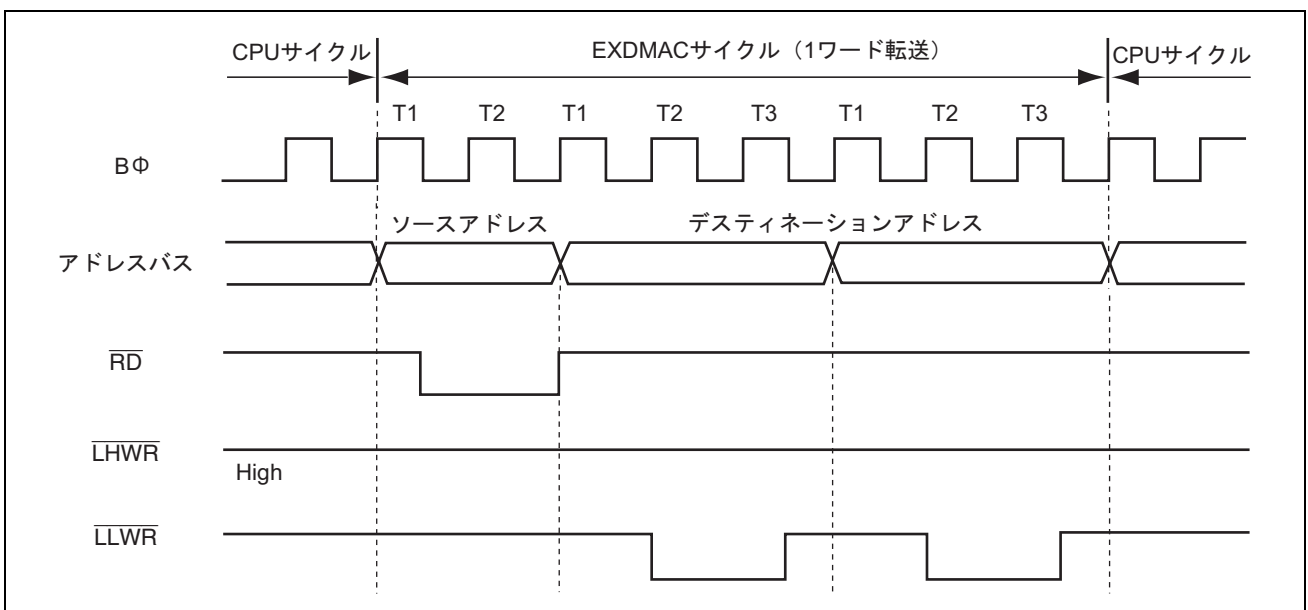 CPUサイクル EXDMACサイクル（1ワード転送） CPUサイクル
T1 T2 T1 T2 T3 T1 T2 T3
BΦ
ソースアドレス デスティネーションアドレス
アドレスバス
RD
LHWR
High
LLWR